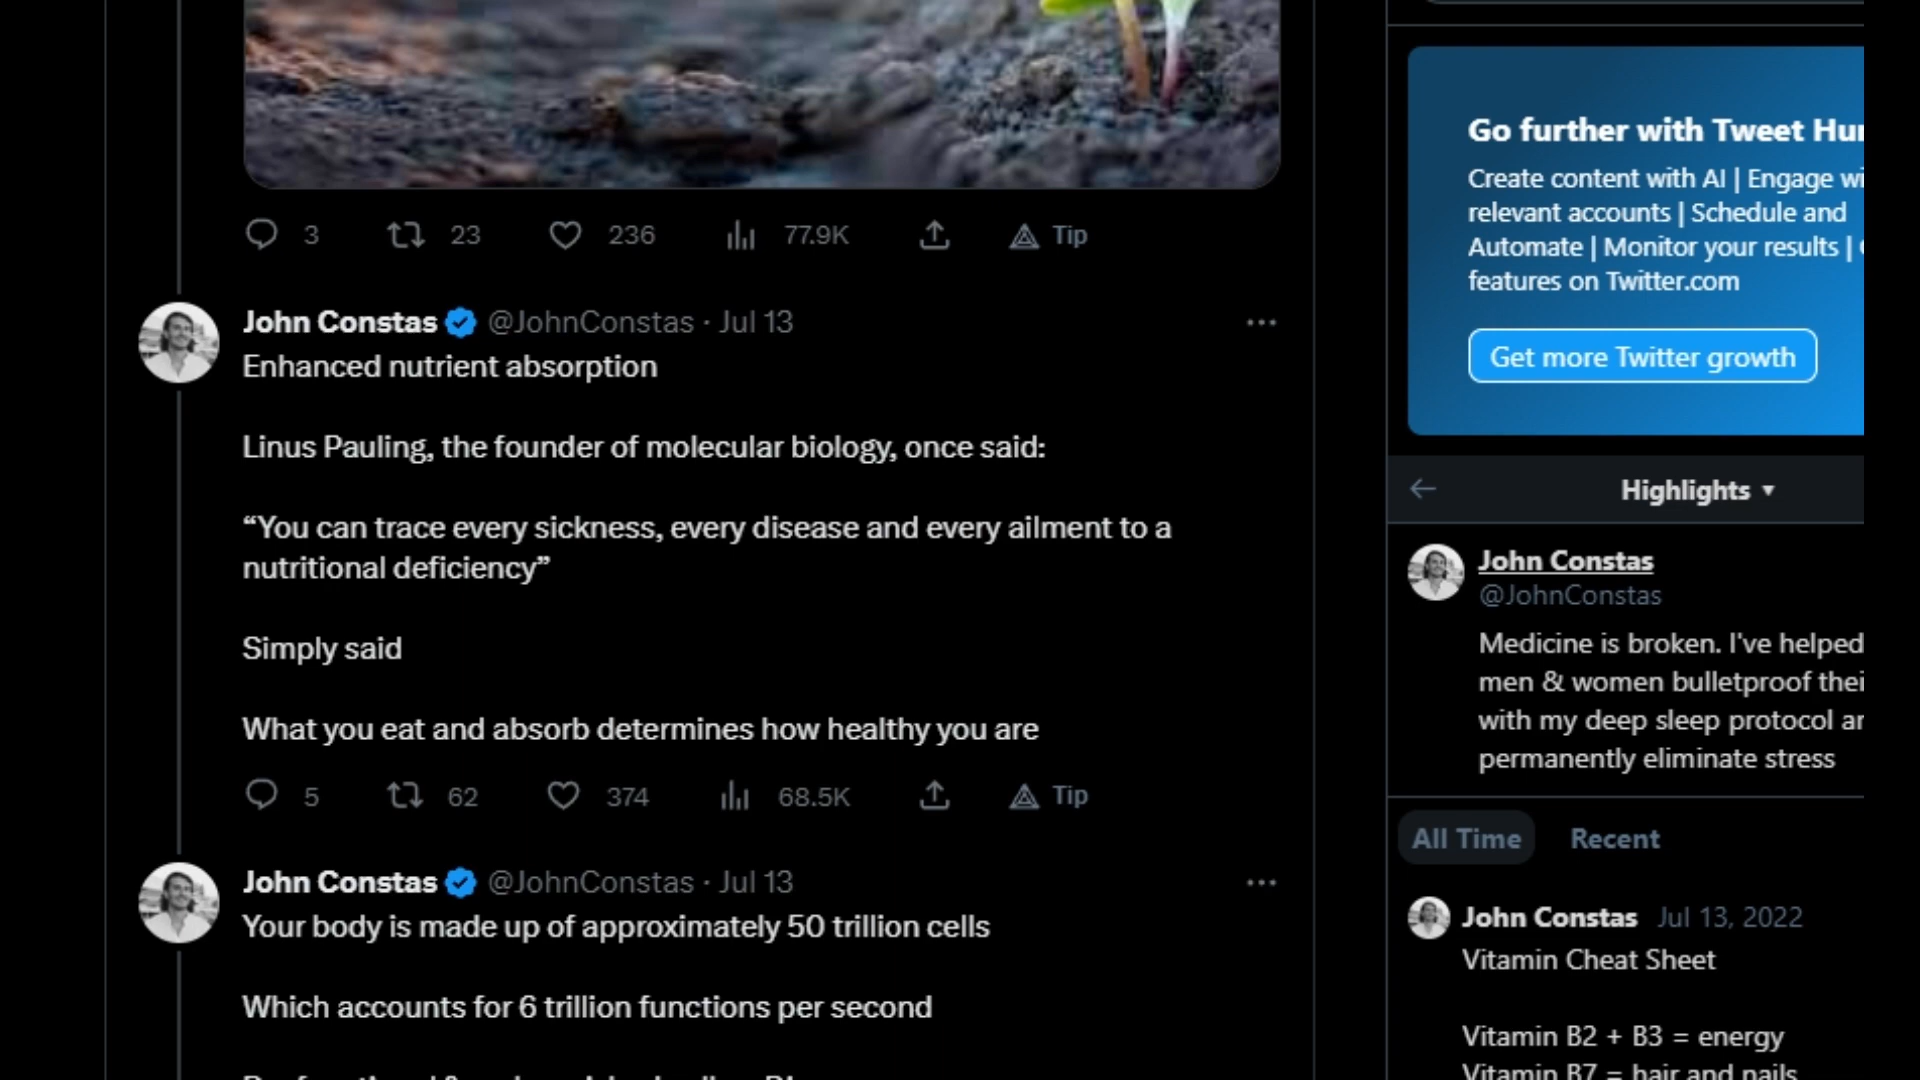 3 23 236 77.9K Tip
John Constas @JohnConstas · Jul 13
Enhanced nutrient absorption
Linus Pauling, the founder of molecular biology, once said:
“You can trace every sickness, every disease and every ailment to a
nutritional deficiency”
Simply said
What you eat and absorb determines how healthy you are
5 62 374 68.5K Tip
John Constas @JohnConstas · Jul 13
Your body is made up of approximately 50 trillion cells
Which accounts for 6 trillion functions per second
Go further with Tweet
Create content with AI | Engage
relevant accounts | Schedule and
Automate | Monitor your results |
features on Twitter.com
Get more Twitter growth
Highlights
John Constas
@JohnConstas
Medicine is broken. I've helped
men & women bulletproof
with my deep sleep protocol
permanently eliminate stress
All Time Recent
John Constas Jul 13, 2022
Vitamin Cheat Sheet
Vitamin B2 + B3 = energy
Vitamin B7 = hair and nails